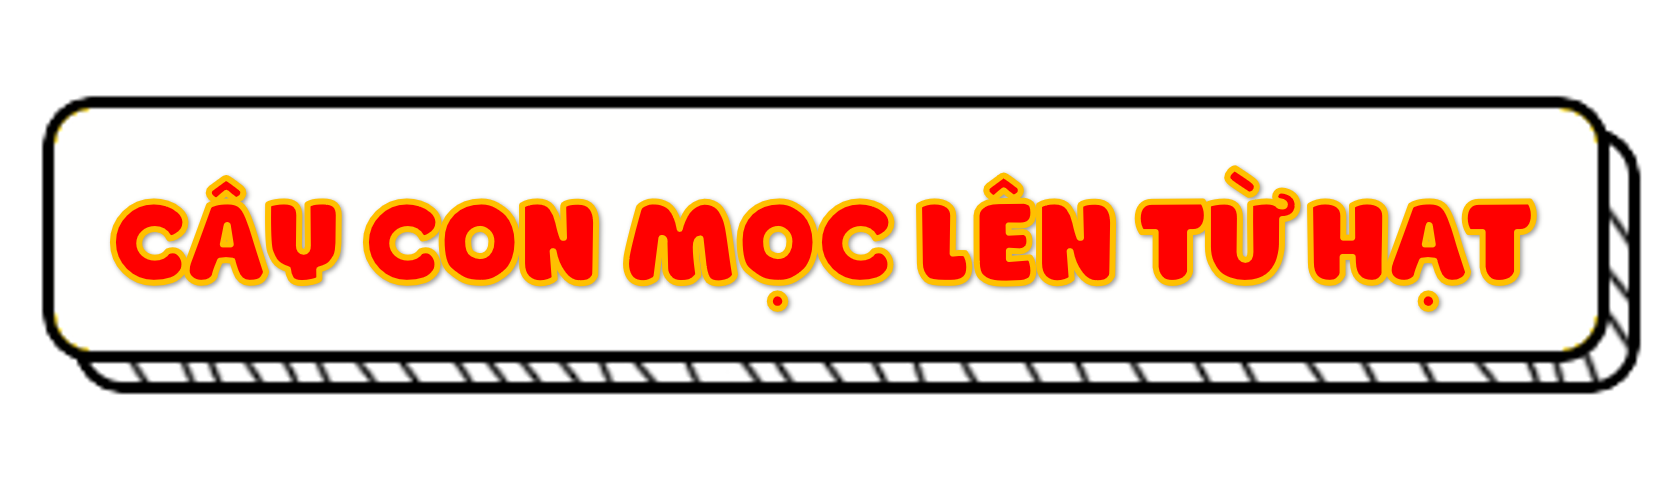 CÂY CON MỌC LÊN TỪ HẠT